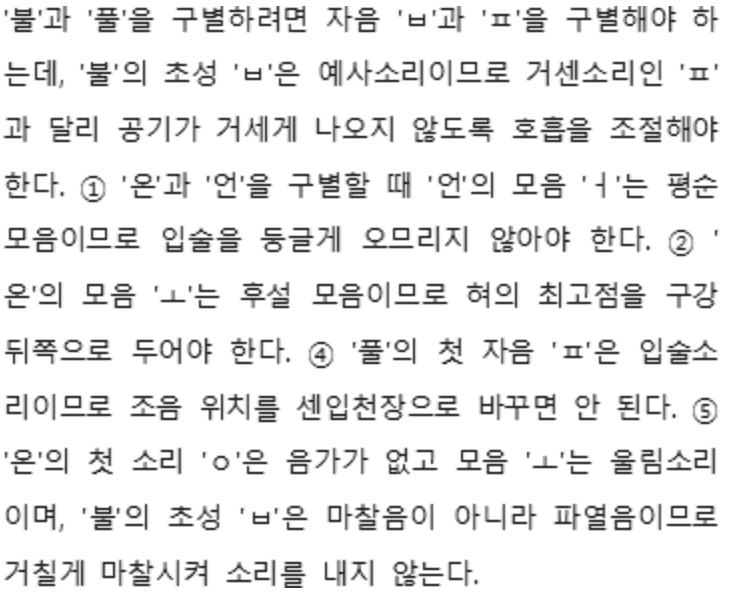 '불'과 '풀'을 구별하려면 자음 'ㅂ'과 'ㅍ'을 구별해야 하
는데, '불'의 초성 'ㅂ'은 예사소리이므로 거센소리인 'ㅍ'
과 달리 공기가 거세게 나오지 않도록 호흡을 조절해야
한다. ① '온'과 '언'을 구별할 때 '언'의 모음 'ㅓ'는 평순
모음이므로 입술을 둥글게 오므리지 않아야 한다. ② '
온'의 모음 'ㅗ'는 후설 모음이므로 혀의 최고점을 구강
뒤쪽으로 두어야 한다. ④ '풀'의 첫 자음 'ㅍ'은 입술소
리이므로 조음 위치를 센입천장으로 바꾸면 안 된다. ⑤
'온'의 첫 소리 'ㅇ'은 음가가 없고 모음 'ㅗ'는 울림소리
이며, '불'의 초성 'ㅂ'은 마찰음이 아니라 파열음이므로
거칠게 마찰시켜 소리를 내지 않는다.